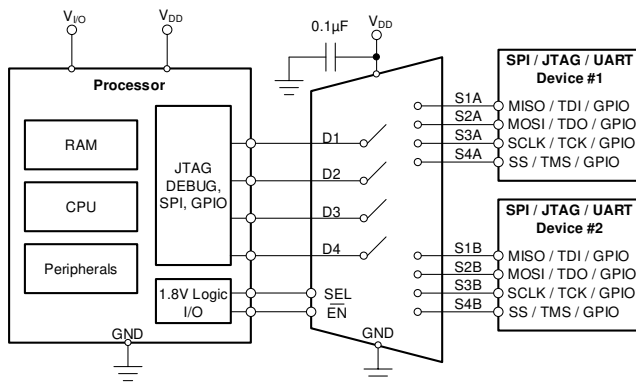 VI/O
VDD
0.1µF
VDD
Processor
RAM
CPU
Peripherals
JTAG
DEBUG,
SPI, GPIO
1.8V Logic
I/O
GND
D1
D2
D3
D4
SEL
EN
GND
S1A
S2A
S3A
S4A
S1B
S2B
S3B
S4B
SPI / JTAG / UART
Device #1
MISO / TDI / GPIO
MOSI / TDO / GPIO
SCLK / TCK / GPIO
SS / TMS / GPIO
SPI / JTAG / UART
Device #2
MISO / TDI / GPIO
MOSI / TDO / GPIO
SCLK / TCK / GPIO
SS / TMS / GPIO